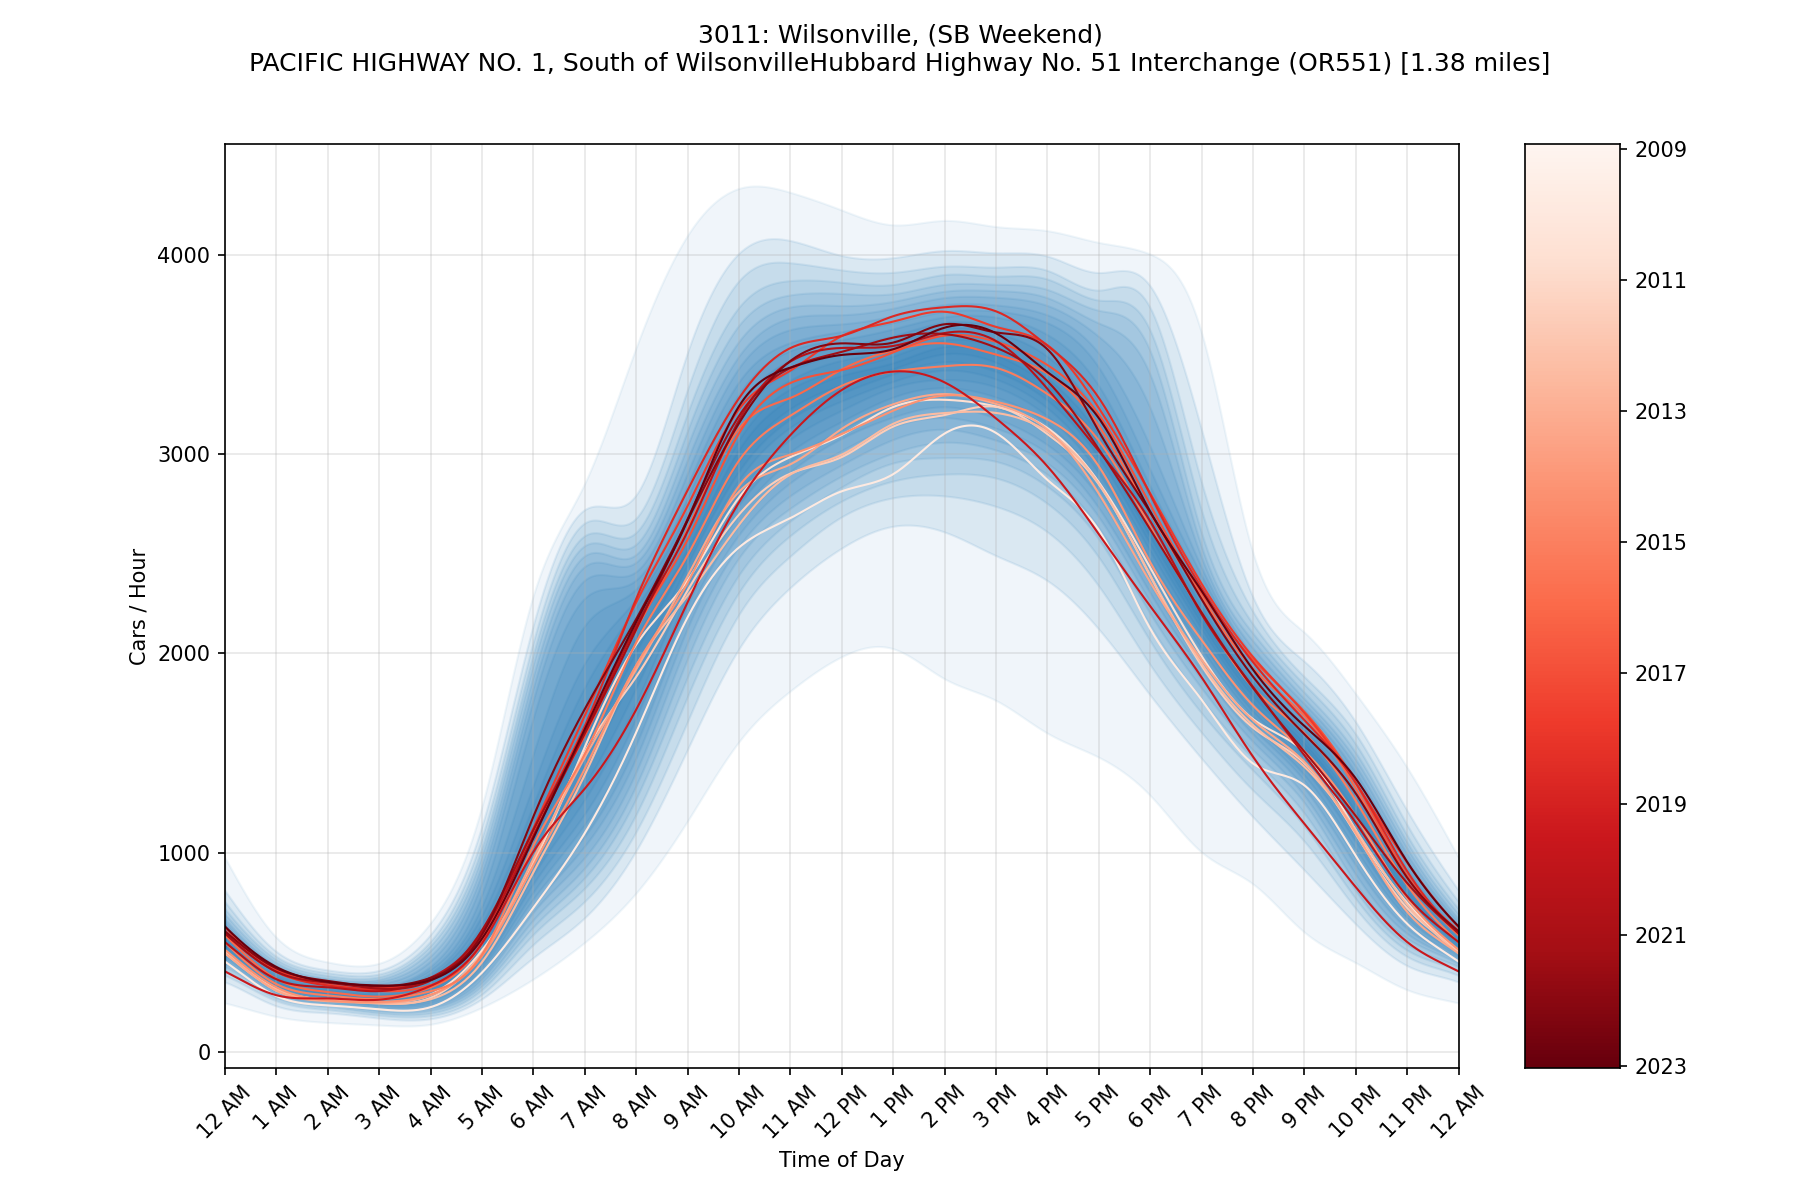 3011: Wilsonville, (SB Weekend)
PACIFIC HIGHWAY NO. 1, South of WilsonvilleHubbard Highway No. 51 Interchange (OR551) [1.38 miles]
Cars / Hour
4000
3000
2000
1000
0
12 AM
1 AM
2 AM
3 AM
4 AM
5 AM
6 AM
7 AM
8 AM
9 AM
10 AM
11 AM
12 PM
1 PM
2 PM
3 PM
4 PM
5 PM
6 PM
7 PM
8 PM
9 PM
10 PM
11 PM
12 AM
Time of Day
2009
2011
2013
2015
2017
2019
2021
2023